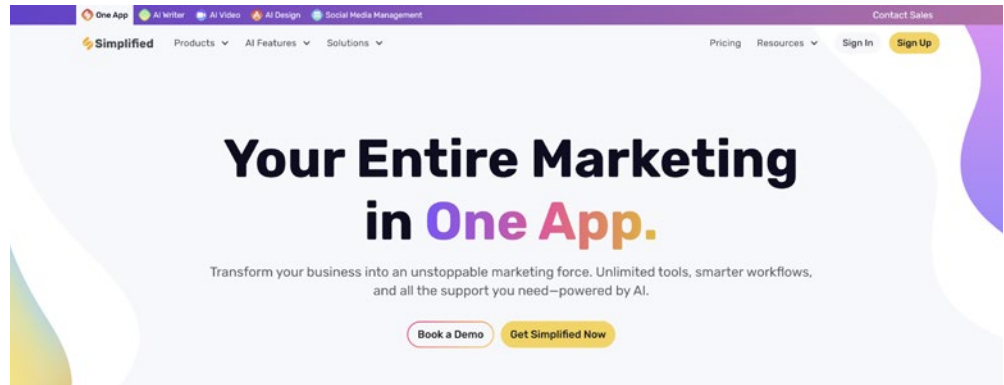 One App AI Writer AI Video AI Design Social Media Management Contact Sales
Simplified Products AI Features Solutions Pricing Resources Sign In Sign Up
Your Entire Marketing
in One App.
Transform your business into an unstoppable marketing force. Unlimited tools, smarter workflows,
and all the support you need—powered by AI.
Book a Demo Get Simplified Now